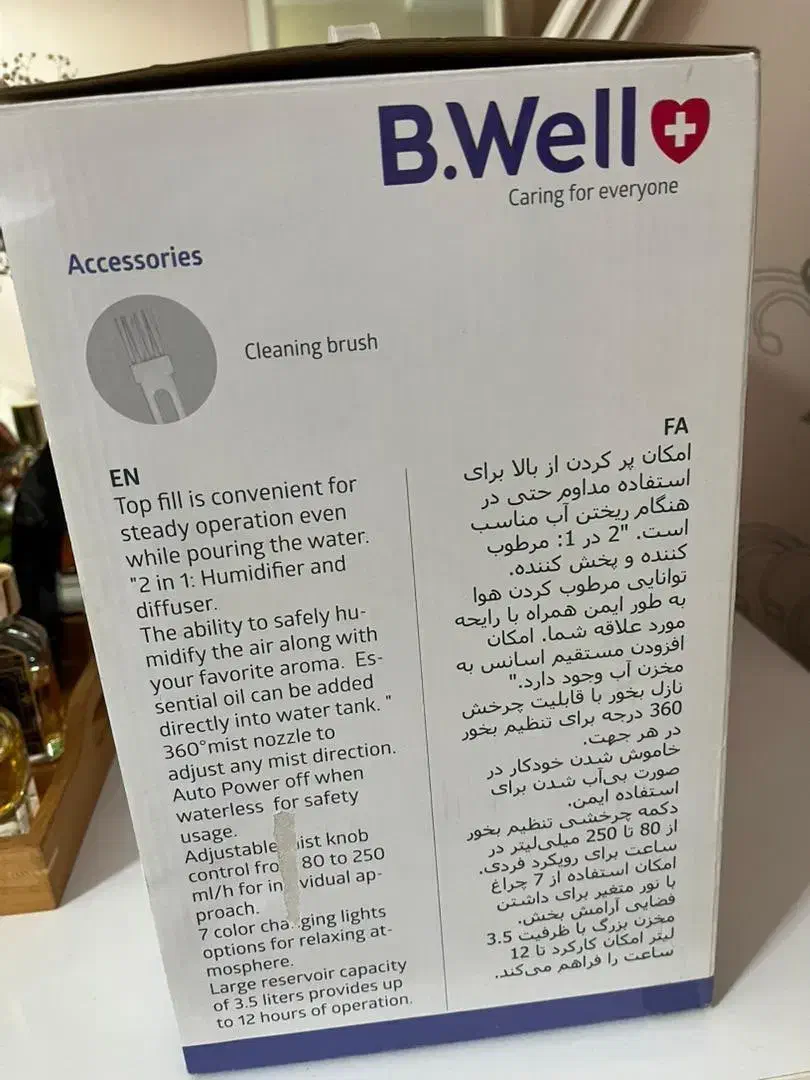 B.Well
Caring for everyone
Accessories
Cleaning brush
EN
Top fill is convenient for
steady operation even
while pouring the water.
"2 in 1: Humidifier and
diffuser.
The ability to safely hu-
midify the air along with
your favorite aroma. Es-
sential oil can be added
directly into water tank. "
360°mist nozzle to
adjust any mist direction.
Auto Power off when
waterless for safety
usage.
Adjustable ist knob
control fro 80 to 250
ml/h for in vidual ap-
proach.
7 color cha ging lights
options for relaxing at-
mosphere.
Large reservoir capacity
of 3.5 liters provides up
to 12 hours of operation.
FA
امکان پر کردن از بالا برای
استفاده مداوم حتی در
هنگام ریختن آب مناسب
است. "2 در 1: مرطوب
کننده و پخش کننده.
توانایی مرطوب کردن هوا
به طور ایمن همراه با رایحه
مورد علاقه شما. امکان
افزودن مستقیم اسانس به
مخزن آب وجود دارد."
نازل بخور با قابلیت چرخش
360 درجه برای تنظیم بخور
در هر جهت.
خاموش شدن خودکار در
صورت بی‌آب شدن برای
استفاده ایمن.
دکمه چرخشی تنظیم بخور
از 80 تا 250 میلی‌لیتر در
ساعت برای رویکرد فردی.
امکان استفاده از 7 چراغ
با نور متغیر برای داشتن
فضایی آرامش بخش.
مخزن بزرگ با ظرفیت 3.5
لیتر امکان کارکرد تا 12
ساعت را فراهم می‌کند.